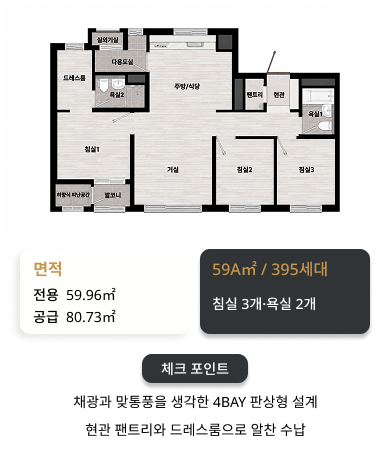 실외기실
다용도실
드레스룸
욕실2
주방/식당
팬트리
현관
욕실1
침실1
거실
침실2
침실3
하향식 피난공간
발코니
면적
전용 59.96㎡
공급 80.73㎡
59A㎡ / 395세대
침실 3개·욕실 2개
체크 포인트
채광과 맞통풍을 생각한 4BAY 판상형 설계
현관 팬트리와 드레스룸으로 알찬 수납